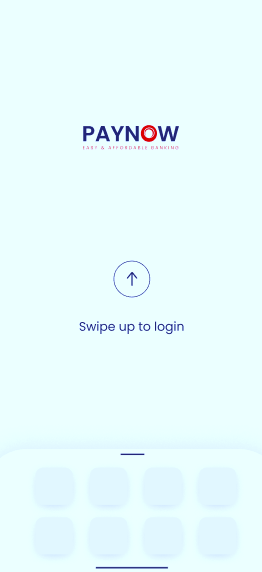 PAYNOW
EASY & AFFORDABLE BANKING
Swipe up to login